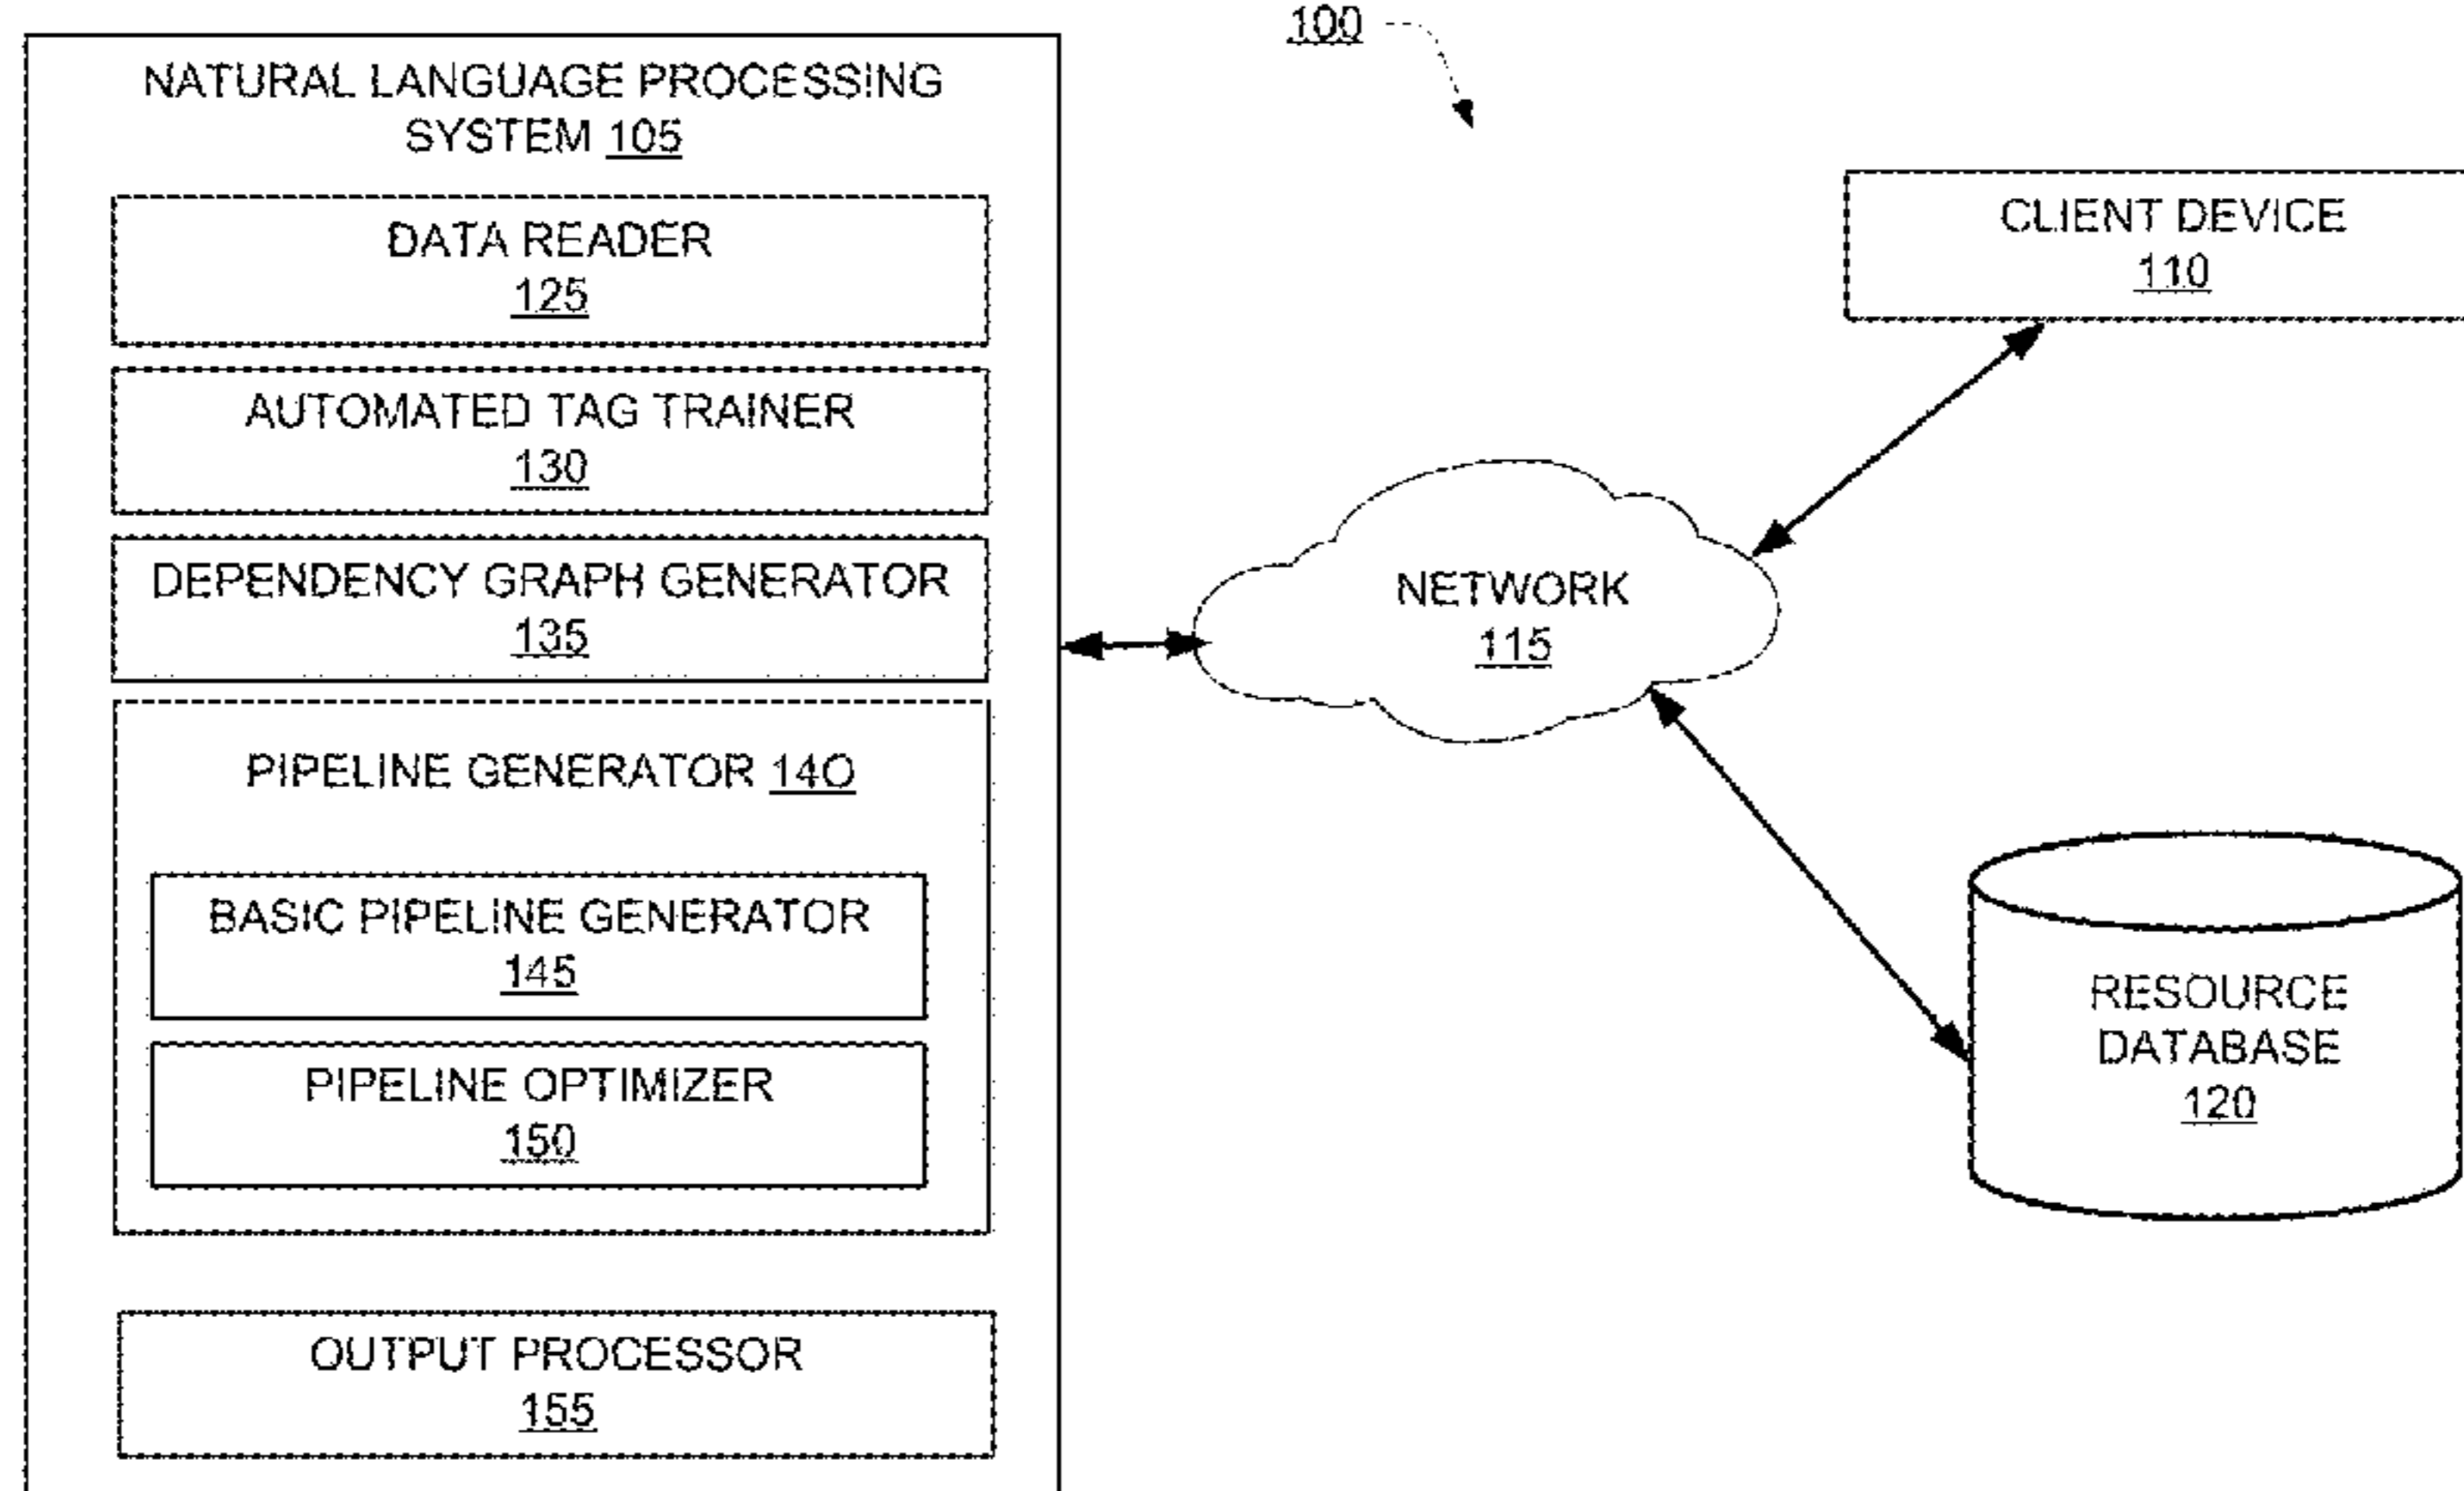 100
NATURAL LANGUAGE PROCESSING
SYSTEM 105
DATA READER
125
AUTOMATED TAG TRAINER
130
DEPENDENCY GRAPH GENERATOR
135
PIPELINE GENERATOR 140
BASIC PIPELINE GENERATOR
145
PIPELINE OPTIMIZER
150
OUTPUT PROCESSOR
155
NETWORK
115
CLIENT DEVICE
110
RESOURCE
DATABASE
120